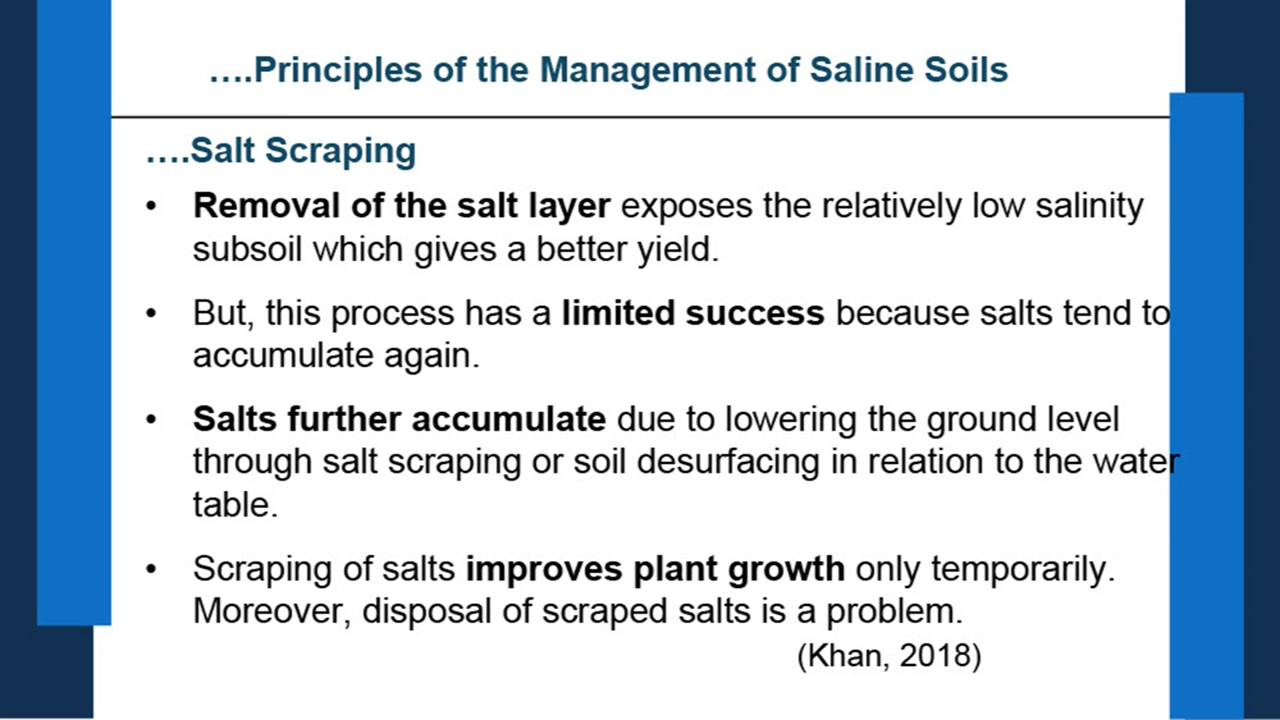 ....Principles of the Management of Saline Soils
....Salt Scraping
• Removal of the salt layer exposes the relatively low salinity
subsoil which gives a better yield.
• But, this process has a limited success because salts tend to
accumulate again.
• Salts further accumulate due to lowering the ground level
through salt scraping or soil desurfacing in relation to the water
table.
• Scraping of salts improves plant growth only temporarily.
Moreover, disposal of scraped salts is a problem.
(Khan, 2018)